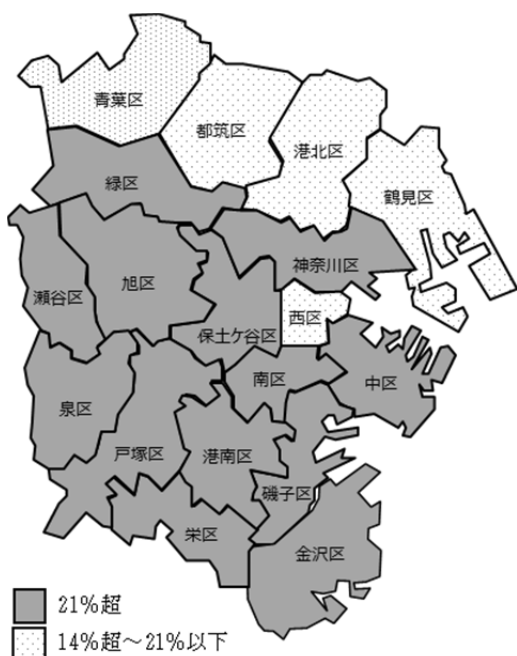 青葉区
都筑区
港北区
鶴見区
緑区
神奈川区
瀬谷区
旭区
保土ケ谷区
西区
南区
中区
泉区
戸塚区
港南区
磯子区
栄区
金沢区
21%超
14%超～21%以下